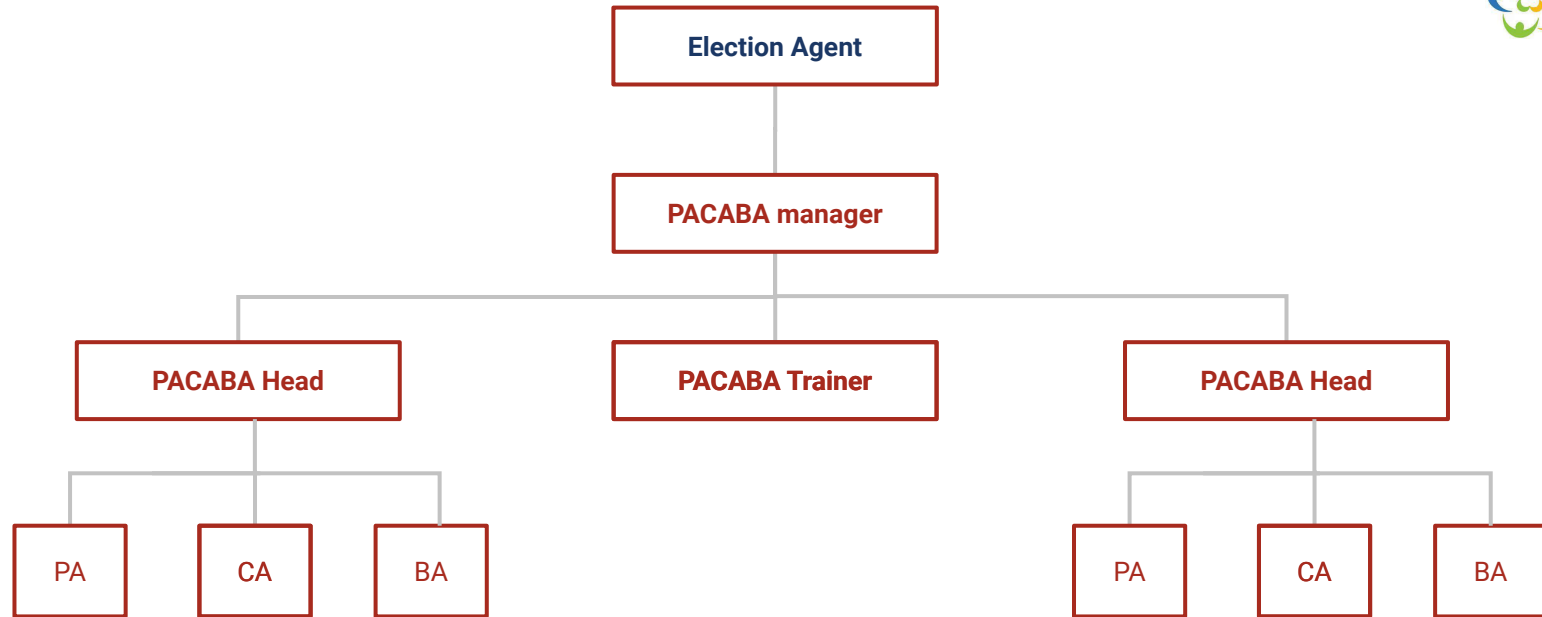 Election Agent
PACABA manager
PACABA Head
PACABA Trainer
PACABA Head
PA
CA
BA
PA
CA
BA